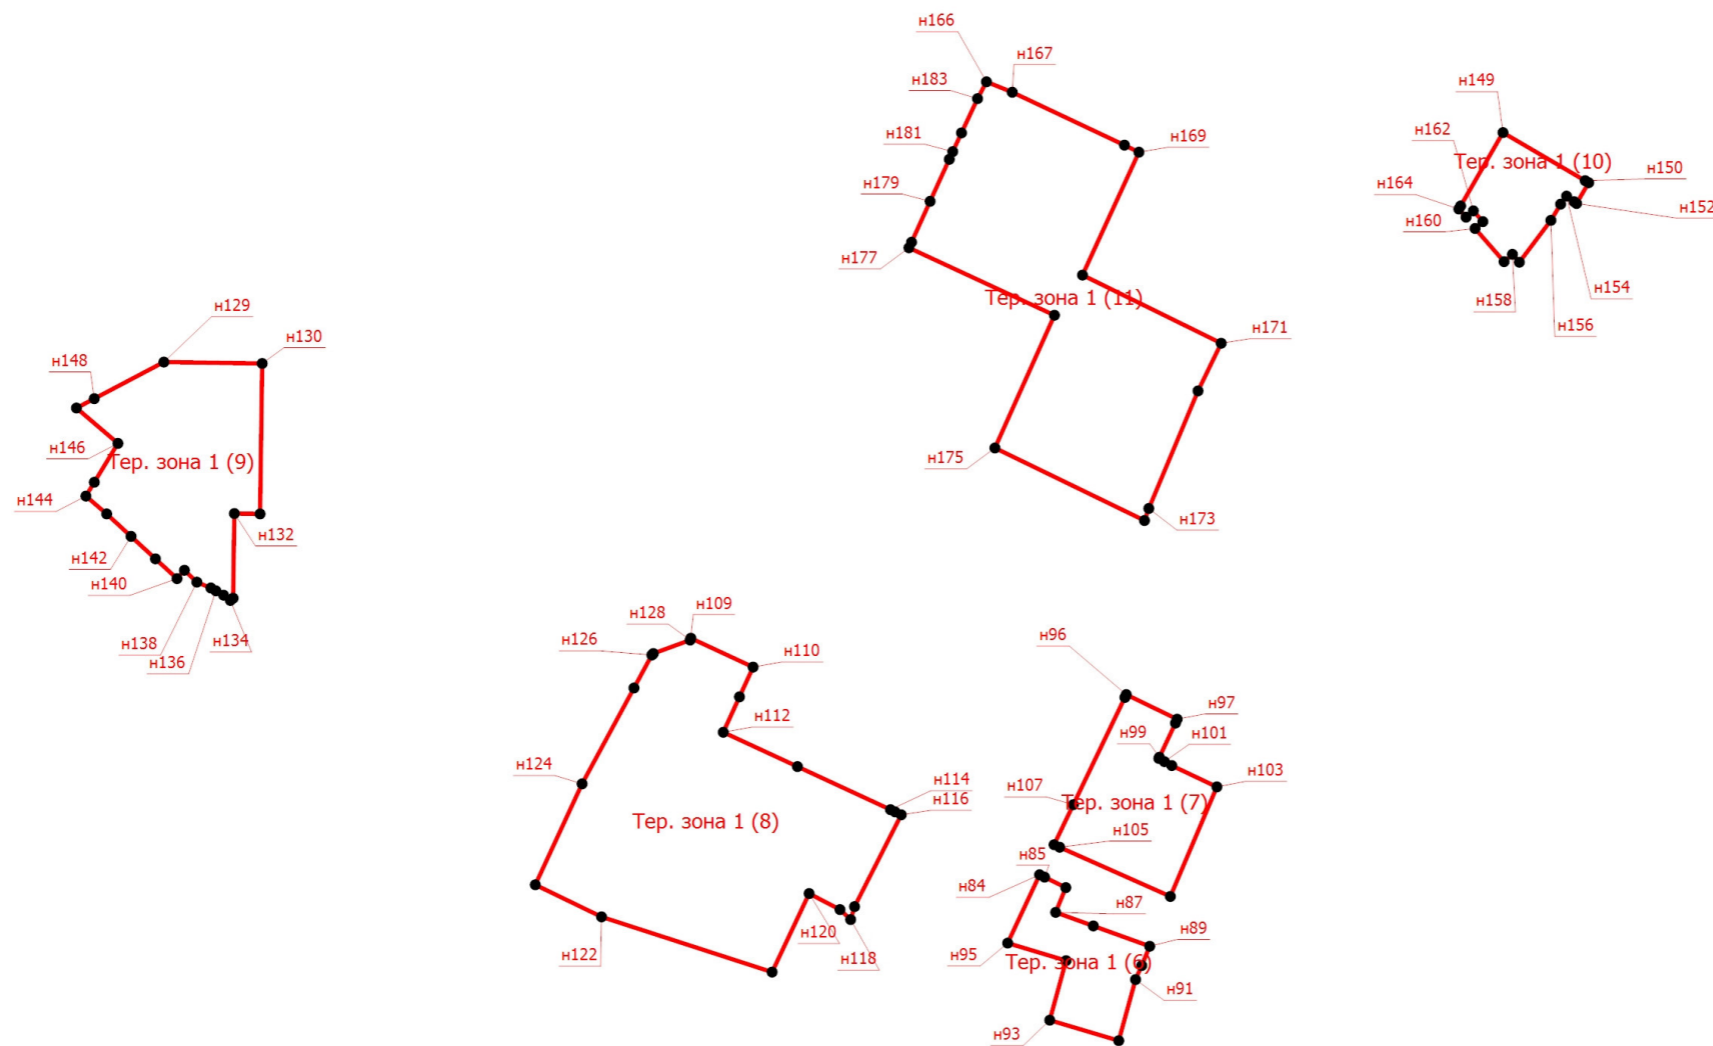 н166
н167
н183
н149
н181
н162
н169
Тер. зона 1 (10)
н150
н179
н164
н152
н160
н177
Тер. зона 1 (11)
н154
н158
н129
н156
н171
н130
н148
н146
Тер. зона 1 (9)
н175
н144
н173
н132
н142
н140
н109
н128
н138
н134
н126
н136
н110
н96
н97
н112
н99
н101
н124
н114
н103
н107
Тер. зона 1 (7)
н116
Тер. зона 1 (8)
н105
н85
н84
н87
н120
н89
н122
н118
н95
Тер. зона 1 (6)
н91
н93